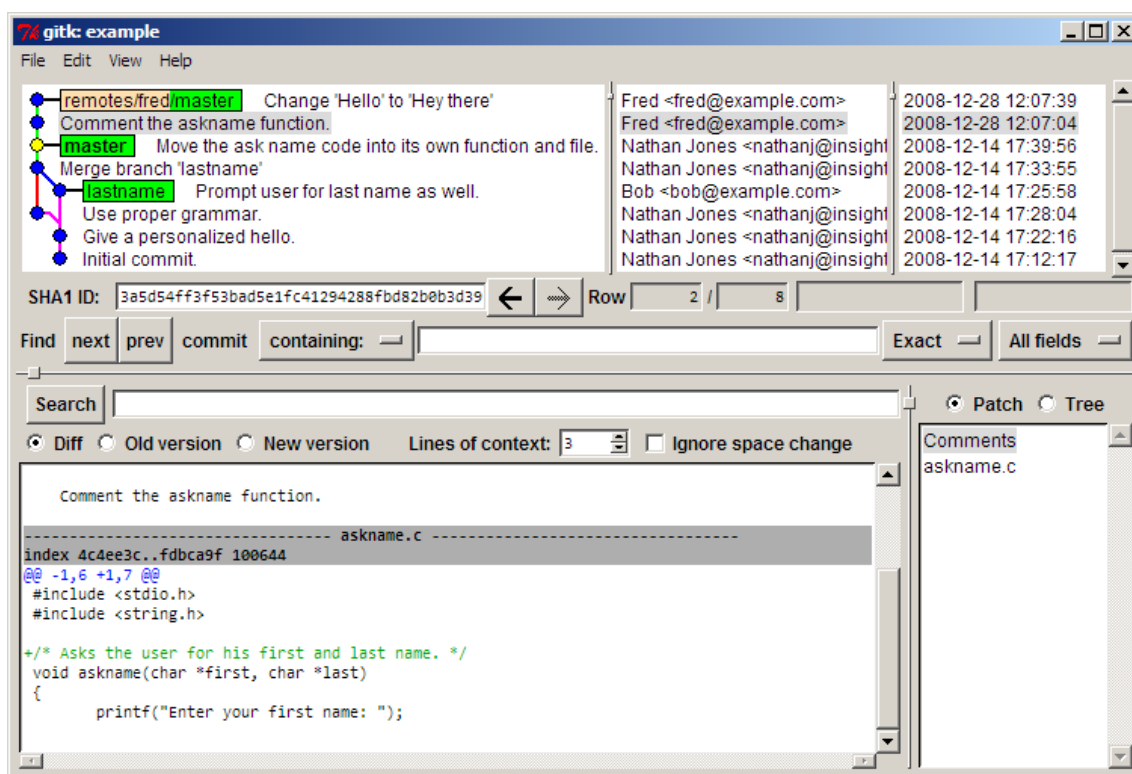 gitk: example
File Edit View Help
remotes/fred/master Change 'Hello' to 'Hey there' Fred <fred@example.com> 2008-12-28 12:07:39
Comment the askname function. Fred <fred@example.com> 2008-12-28 12:07:04
master Move the ask name code into its own function and file. Nathan Jones <nathanj@insight 2008-12-14 17:39:56
Merge branch 'lastname' Nathan Jones <nathanj@insight 2008-12-14 17:33:55
lastname Prompt user for last name as well. Bob <bob@example.com> 2008-12-14 17:25:58
Use proper grammar. Nathan Jones <nathanj@insight 2008-12-14 17:28:04
Give a personalized hello. Nathan Jones <nathanj@insight 2008-12-14 17:22:16
Initial commit. Nathan Jones <nathanj@insight 2008-12-14 17:12:17
SHA1 ID: 3a5d54ff3f53bad5e1fc41294288fbd82b0b3d39 Row 2 / 8
Find next prev commit containing: Exact All fields
Search Patch Tree
Diff Old version New version Lines of context: 3 Ignore space change
Comments
askname.c
Comment the askname function.
---------------------------------- askname.c ----------------------------------
index 4c4ee3c..fdbca9f 100644
@@ -1,6 +1,7 @@
#include <stdio.h>
#include <string.h>
+/* Asks the user for his first and last name. */
void askname(char *first, char *last)
{
printf("Enter your first name: ");